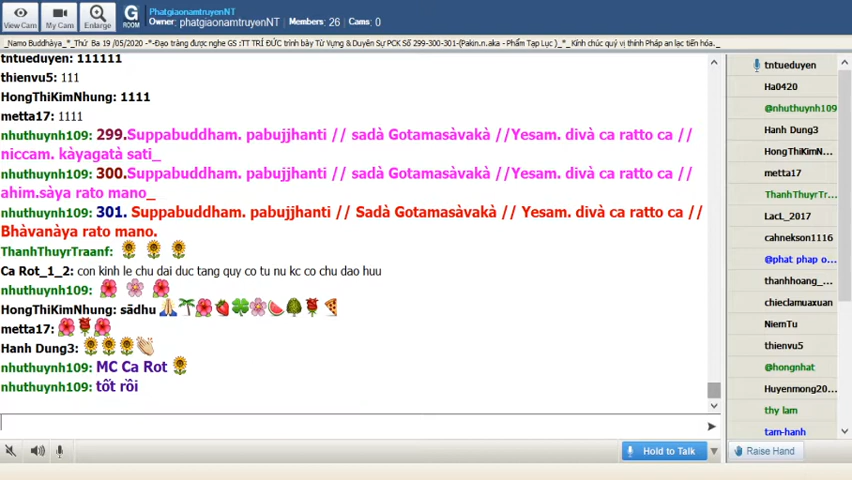 View Cam
My Cam
Enlarge
G
ROOM
PhatgiaonamtruyenNT
Owner: phatgiaonamtruyenNT | Members: 26 | Cams: 0
_Namo Buddhàya_*_Thứ Ba 19 /05/2020 -*-Đạo tràng được nghe GS :TT TRÍ ĐỨC trình bày Từ Vựng & Duyên Sự PCK Số 299-300-301-(Pakin.n.aka - Phẩm Tạp Lục )_*_Kính chúc quý vị thính Pháp an lạc tiến hóa._
tntueduyen: 111111
thienvu5: 111
HongThiKimNhung: 1111
metta17: 1111
nhuthuynh109: 299.Suppabuddham. pabujjhanti // sadà Gotamasàvakà //Yesam. divà ca ratto ca //
niccam. kàyagatà sati_
nhuthuynh109: 300.Suppabuddham. pabujjhanti // sadà Gotamasàvakà //Yesam. divà ca ratto ca //
ahim.sàya rato mano_
nhuthuynh109: 301. Suppabuddham. pabujjhanti // Sadà Gotamasàvakà // Yesam. divà ca ratto ca //
Bhàvanàya rato mano.
ThanhThuyrTraanf:
Ca Rot_1_2: con kinh le chu dai duc tang quy co tu nu kc co chu dao huu
nhuthuynh109:
HongThiKimNhung: sādhu
metta17:
Hanh Dung3:
nhuthuynh109: MC Ca Rot
nhuthuynh109: tốt rồi
Hold to Talk
tntueduyen
Ha0420
@nhuthuynh109
Hanh Dung3
HongThiKimN...
metta17
ThanhThuyrTr...
LacL_2017
cahnekson1116
@phat phap o...
thanhhoang_...
chieclamuaxuan
NiemTu
thienvu5
@hongnhat
Huyenmong20...
thy lam
tam-hanh
Raise Hand